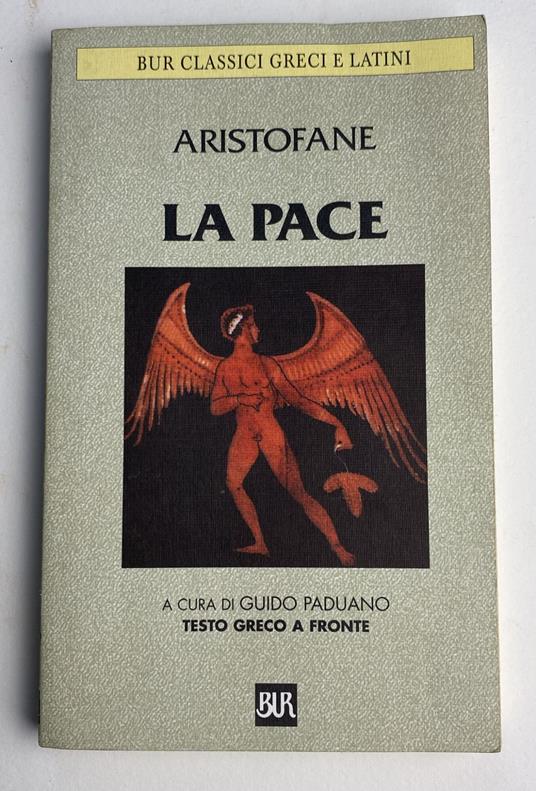 BUR CLASSICI GRECI E LATINI
ARISTOFANE
LA PACE
A CURA DI GUIDO PADUANO
TESTO GRECO A FRONTE
BUR